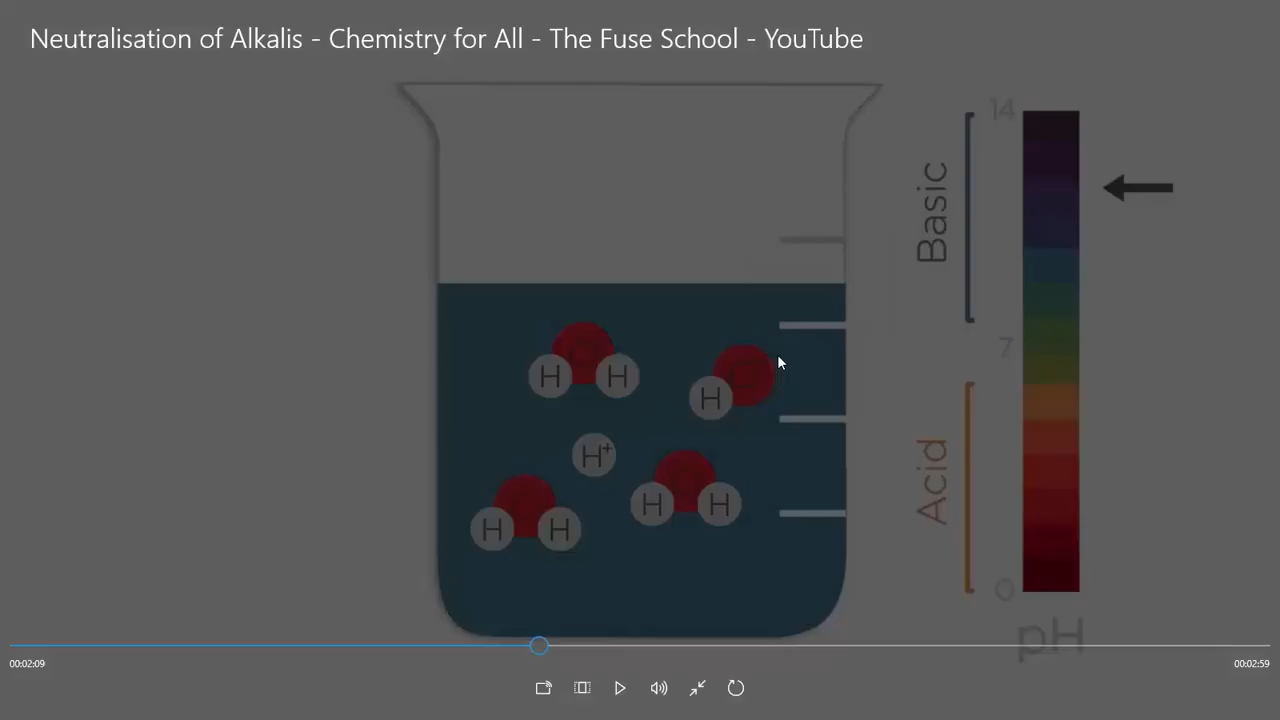 Neutralisation of Alkalis - Chemistry for All - The Fuse School - YouTube
14
Basic
7
Acid
0
pH
H
H
H
H+
H
H
H
H
00:02:09
00:02:59